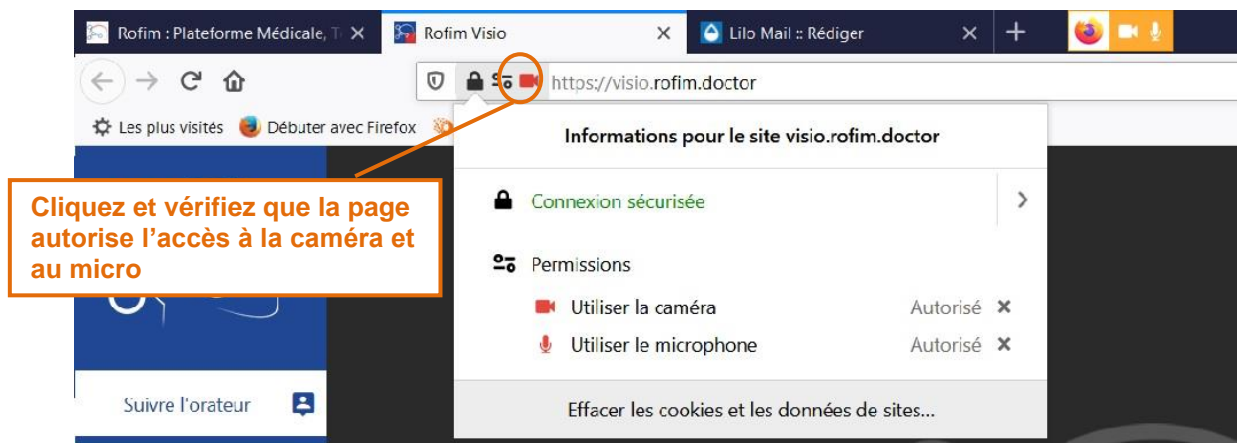 Rofim : Plateforme Médicale, T
Rofim Visio
Lilo Mail :: Rédiger
https://visio.rofim.doctor
Les plus visités
Débuter avec Firefox
Informations pour le site visio.rofim.doctor
Connexion sécurisée
Cliquez et vérifiez que la page
autorise l’accès à la caméra et
au micro
Permissions
Utiliser la caméra Autorisé
Utiliser le microphone Autorisé
Suivre l'orateur
Effacer les cookies et les données de sites...